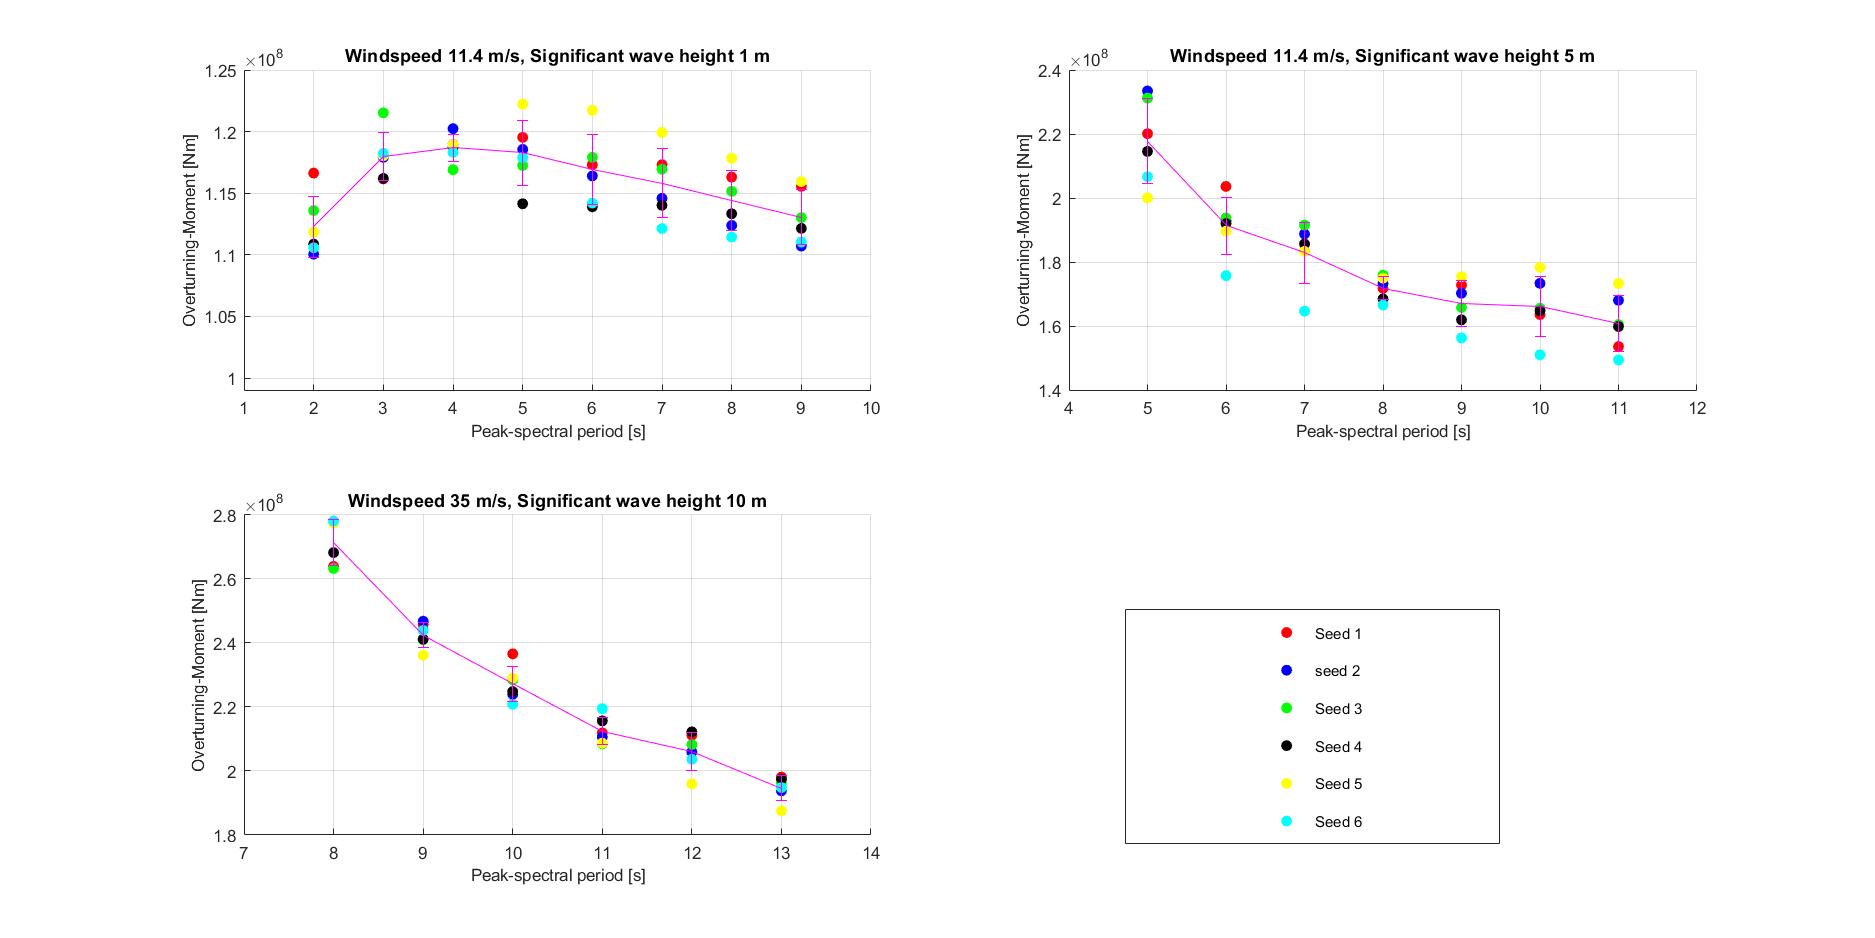 Windspeed 11.4 m/s, Significant wave height 1 m
×10^8
1.25
1.2
1.15
1.1
1.05
1
Overturning-Moment [Nm]
1 2 3 4 5 6 7 8 9 10
Peak-spectral period [s]
Windspeed 11.4 m/s, Significant wave height 5 m
×10^8
2.4
2.2
2
1.8
1.6
1.4
Overturning-Moment [Nm]
4 5 6 7 8 9 10 11 12
Peak-spectral period [s]
Windspeed 35 m/s, Significant wave height 10 m
×10^8
2.8
2.6
2.4
2.2
2
1.8
Overturning-Moment [Nm]
7 8 9 10 11 12 13 14
Peak-spectral period [s]
Seed 1
seed 2
Seed 3
Seed 4
Seed 5
Seed 6